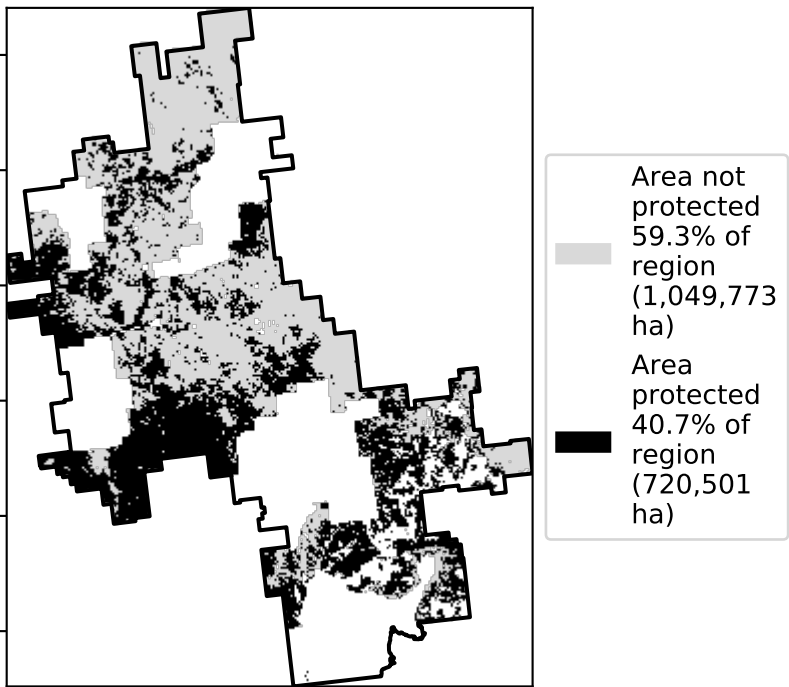 Area not
protected
59.3% of
region
(1,049,773
ha)
Area
protected
40.7% of
region
(720,501
ha)